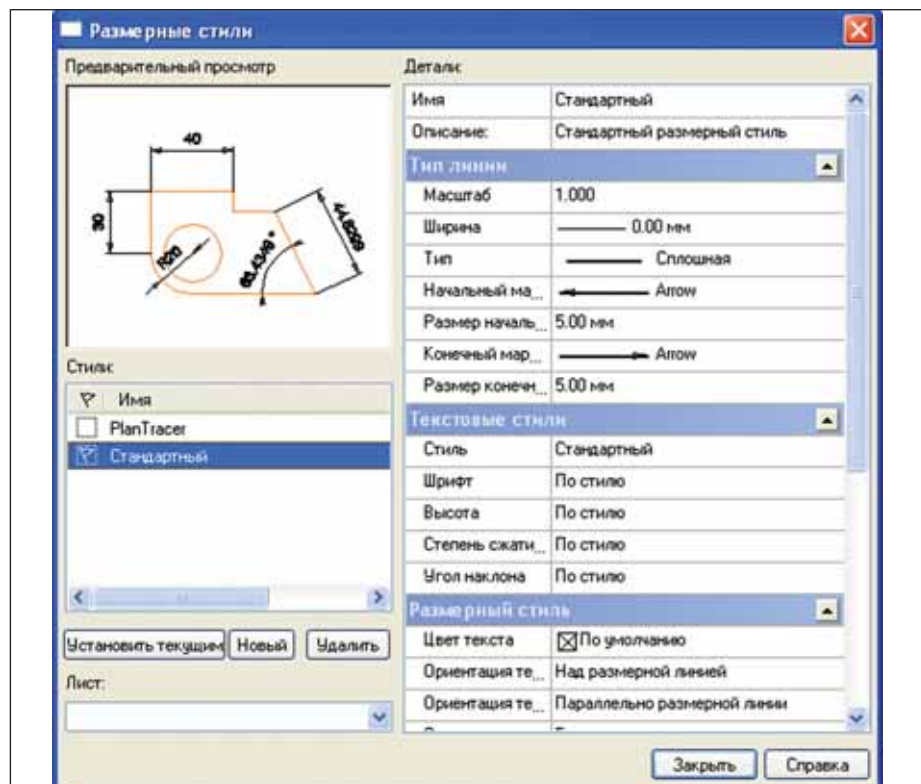 Размерные стили
Предварительный просмотр
40
30
R20
60.4349 °
44.8299
Стили:
Имя
PlanTracer
Стандартный
Установить текущим Новый Удалить
Лист:
Детали:
Имя Стандартный
Описание: Стандартный размерный стиль
Тип линии
Масштаб 1.000
Ширина 0.00 мм
Тип Сплошная
Начальный ма... Arrow
Размер началь... 5.00 мм
Конечный мар... Arrow
Размер конечн... 5.00 мм
Текстовые стили
Стиль Стандартный
Шрифт По стилю
Высота По стилю
Степень сжати... По стилю
Угол наклона По стилю
Размерный стиль
Цвет текста По умолчанию
Ориентация те... Над размерной линией
Ориентация те... Параллельно размерной линии
Закрыть Справка